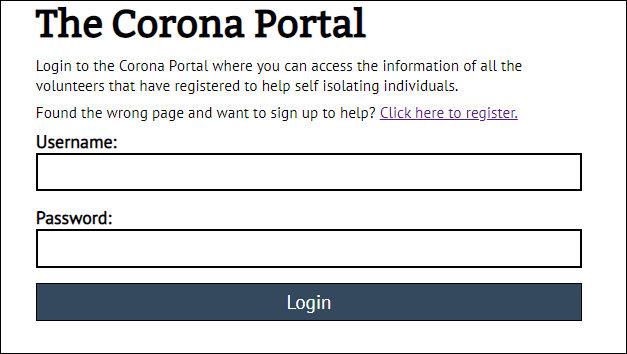 The Corona Portal
Login to the Corona Portal where you can access the information of all the
volunteers that have registered to help self isolating individuals.
Found the wrong page and want to sign up to help? Click here to register.
Username:
Password:
Login